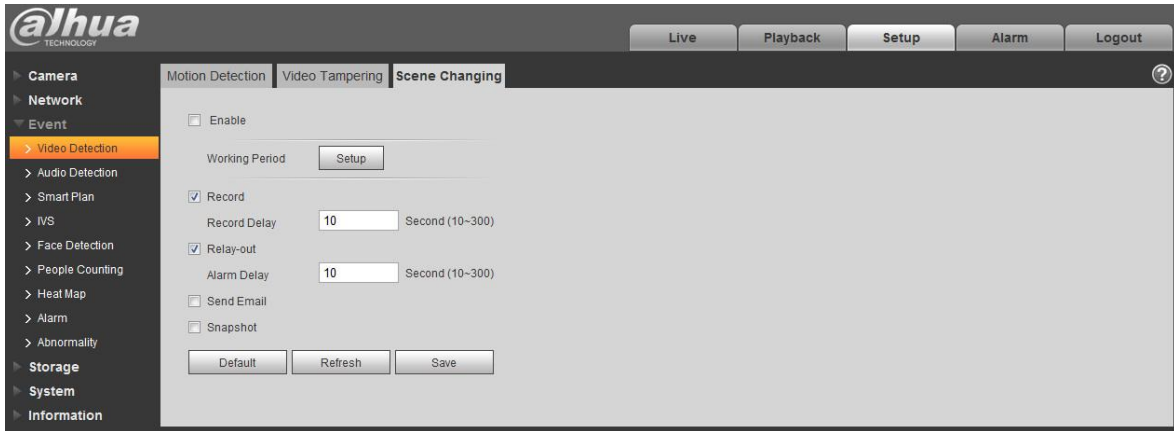 alhua
TECHNOLOGY
Live Playback Setup Alarm Logout
Camera
Network
Event
> Video Detection
> Audio Detection
> Smart Plan
> IVS
> Face Detection
> People Counting
> Heat Map
> Alarm
> Abnormality
Storage
System
Information
Motion Detection Video Tampering Scene Changing ?
Enable
Working Period Setup
Record
Record Delay 10 Second (10~300)
Relay-out
Alarm Delay 10 Second (10~300)
Send Email
Snapshot
Default Refresh Save